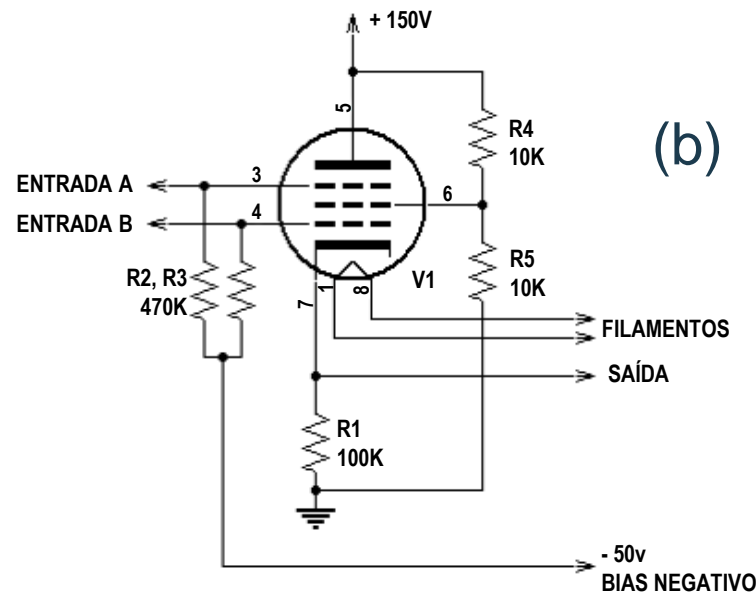 + 150V
5
R4
10K
(b)
ENTRADA A
3
6
ENTRADA B
4
R2, R3
470K
V1
R5
10K
7
1
8
FILAMENTOS
SAÍDA
R1
100K
- 50v
BIAS NEGATIVO